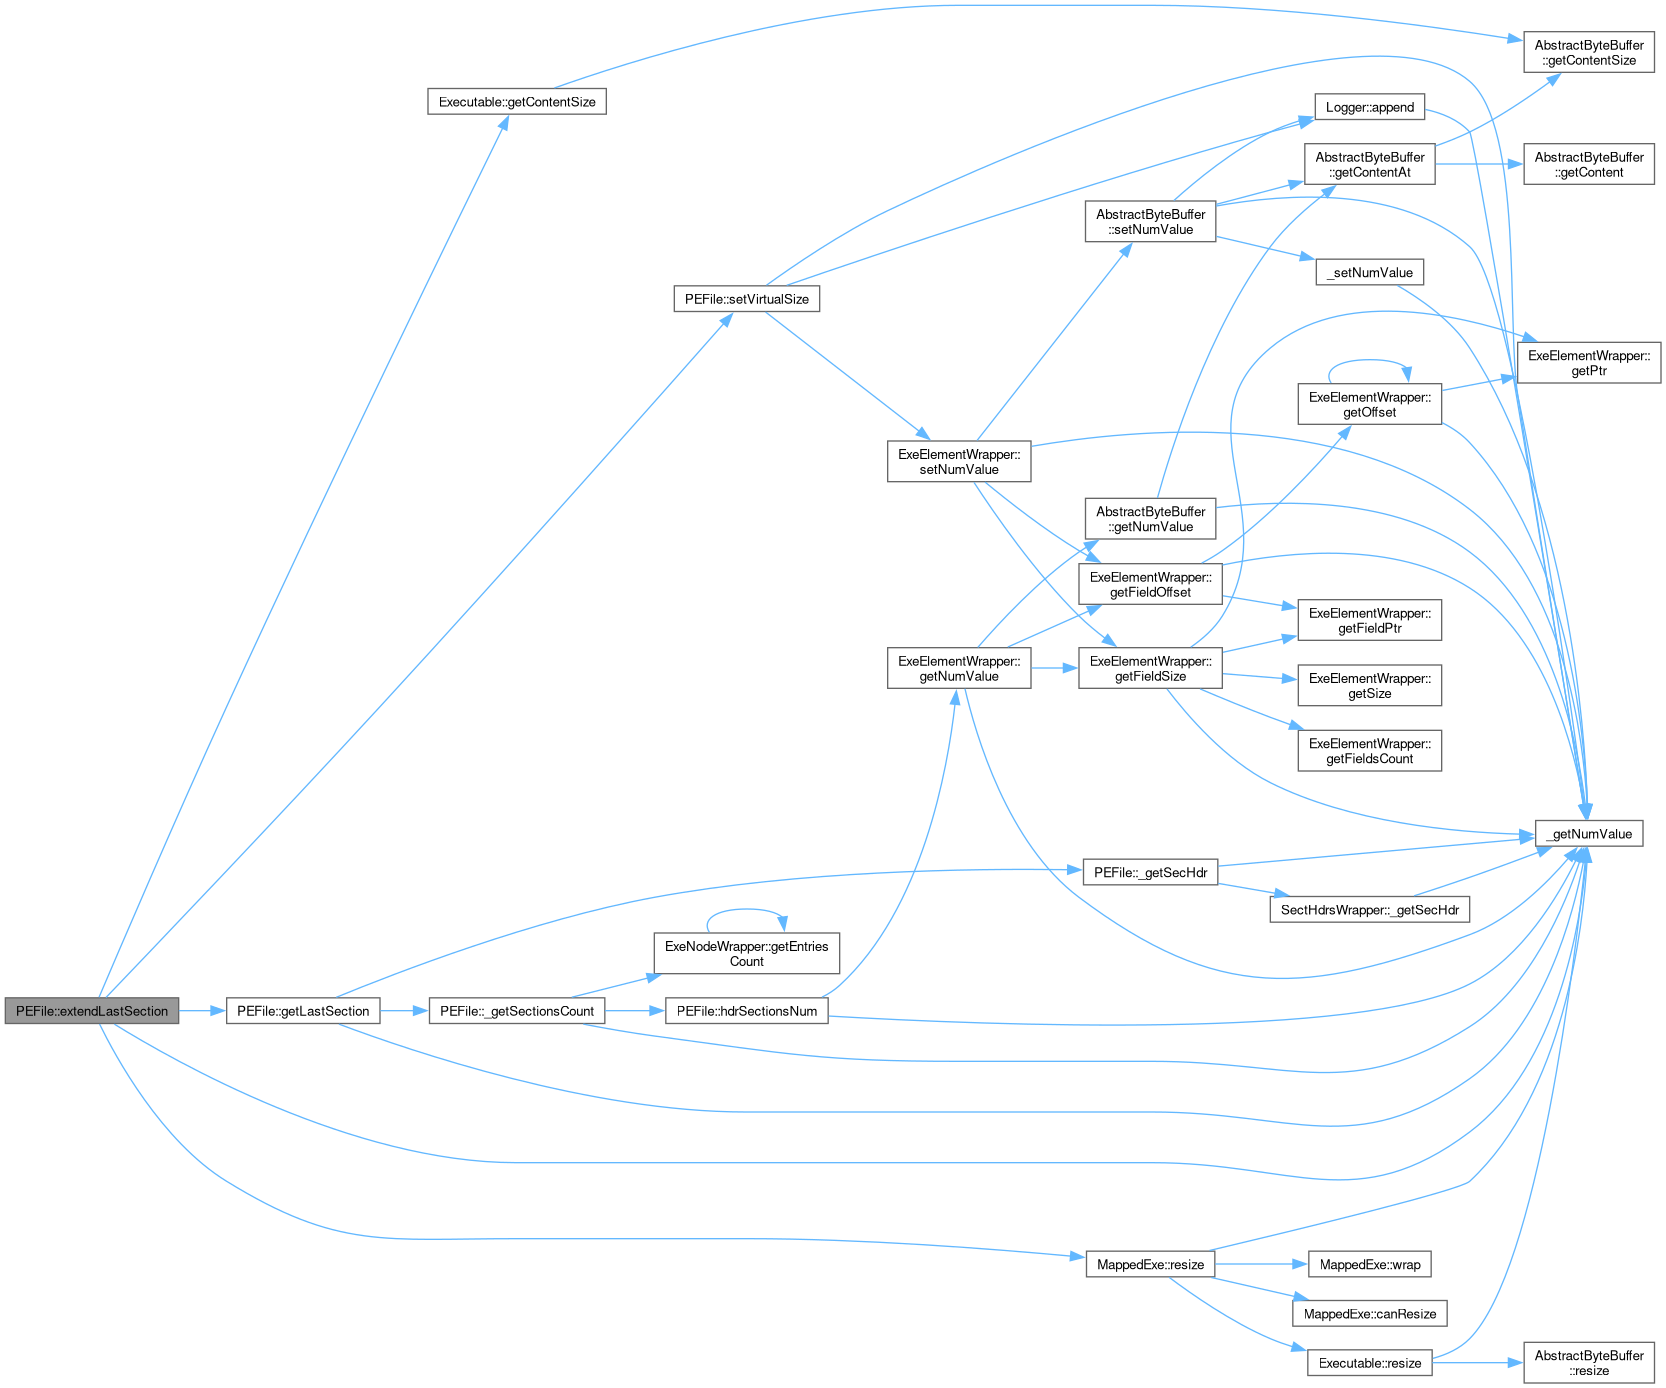 AbstractByteBuffer
::getContentSize
Executable::getContentSize
Logger::append
AbstractByteBuffer
::getContentAt
AbstractByteBuffer
::getContent
AbstractByteBuffer
::setNumValue
_setNumValue
PEFile::setVirtualSize
ExeElementWrapper::
getPtr
ExeElementWrapper::
getOffset
ExeElementWrapper::
setNumValue
AbstractByteBuffer
::getNumValue
ExeElementWrapper::
getFieldOffset
ExeElementWrapper::
getFieldPtr
ExeElementWrapper::
getNumValue
ExeElementWrapper::
getFieldSize
ExeElementWrapper::
getSize
ExeElementWrapper::
getFieldsCount
_getNumValue
PEFile::_getSecHdr
SectHdrsWrapper::_getSecHdr
ExeNodeWrapper::getEntries
Count
PEFile::extendLastSection
PEFile::getLastSection
PEFile::_getSectionsCount
PEFile::hdrSectionsNum
MappedExe::resize
MappedExe::wrap
MappedExe::canResize
Executable::resize
AbstractByteBuffer
::resize